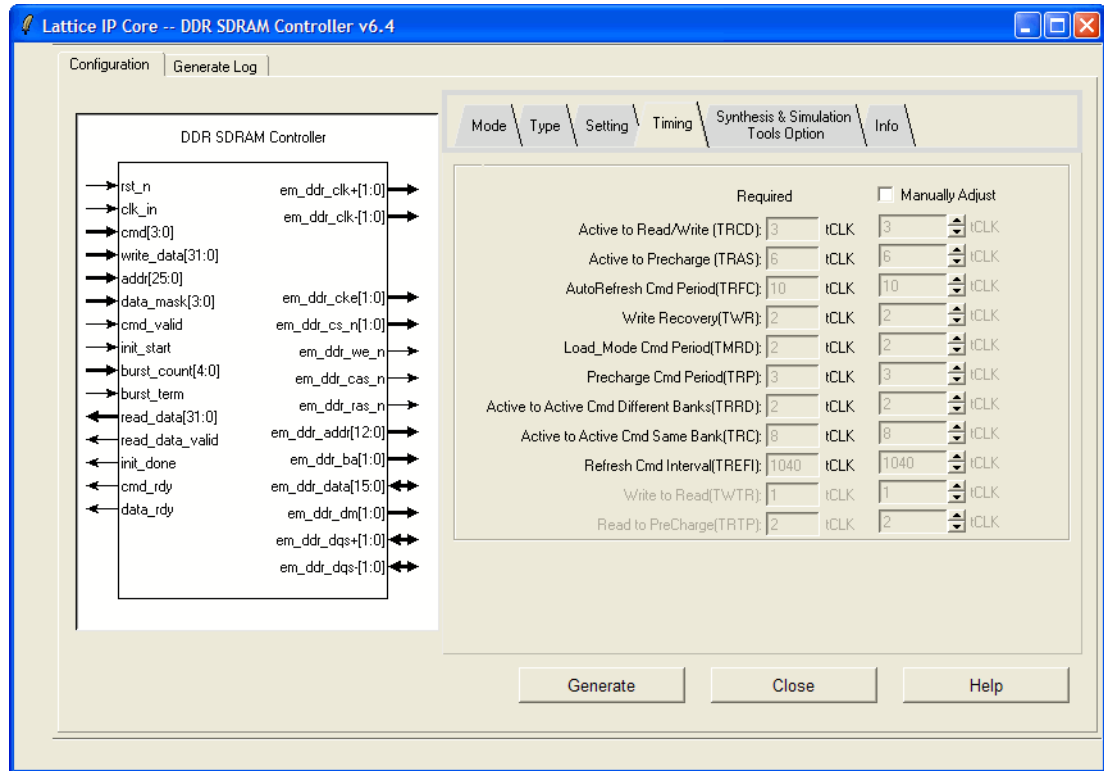 Lattice IP Core -- DDR SDRAM Controller v6.4
Configuration Generate Log
DDR SDRAM Controller
rst_n
clk_in
cmd[3:0]
write_data[31:0]
addr[25:0]
data_mask[3:0]
cmd_valid
init_start
burst_count[4:0]
burst_term
read_data[31:0]
read_data_valid
init_done
cmd_rdy
data_rdy
em_ddr_clk+[1:0]
em_ddr_clk-[1:0]
em_ddr_cke[1:0]
em_ddr_cs_n[1:0]
em_ddr_we_n
em_ddr_cas_n
em_ddr_ras_n
em_ddr_addr[12:0]
em_ddr_ba[1:0]
em_ddr_data[15:0]
em_ddr_dm[1:0]
em_ddr_dqs+[1:0]
em_ddr_dqs-[1:0]
Mode Type Setting Timing Synthesis & Simulation Tools Option Info
Required Manually Adjust
Active to Read/Write (TRCD): 3 tCLK 3 tCLK
Active to Precharge (TRAS): 6 tCLK 6 tCLK
AutoRefresh Cmd Period(TRFC): 10 tCLK 10 tCLK
Write Recovery(TWR): 2 tCLK 2 tCLK
Load_Mode Cmd Period(TMRD): 2 tCLK 2 tCLK
Precharge Cmd Period(TRP): 3 tCLK 3 tCLK
Active to Active Cmd Different Banks(TRRD): 2 tCLK 2 tCLK
Active to Active Cmd Same Bank(TRC): 8 tCLK 8 tCLK
Refresh Cmd Interval(TREFI): 1040 tCLK 1040 tCLK
Write to Read(TWTR): 1 tCLK 1 tCLK
Read to PreCharge(TRTP): 2 tCLK 2 tCLK
Generate Close Help